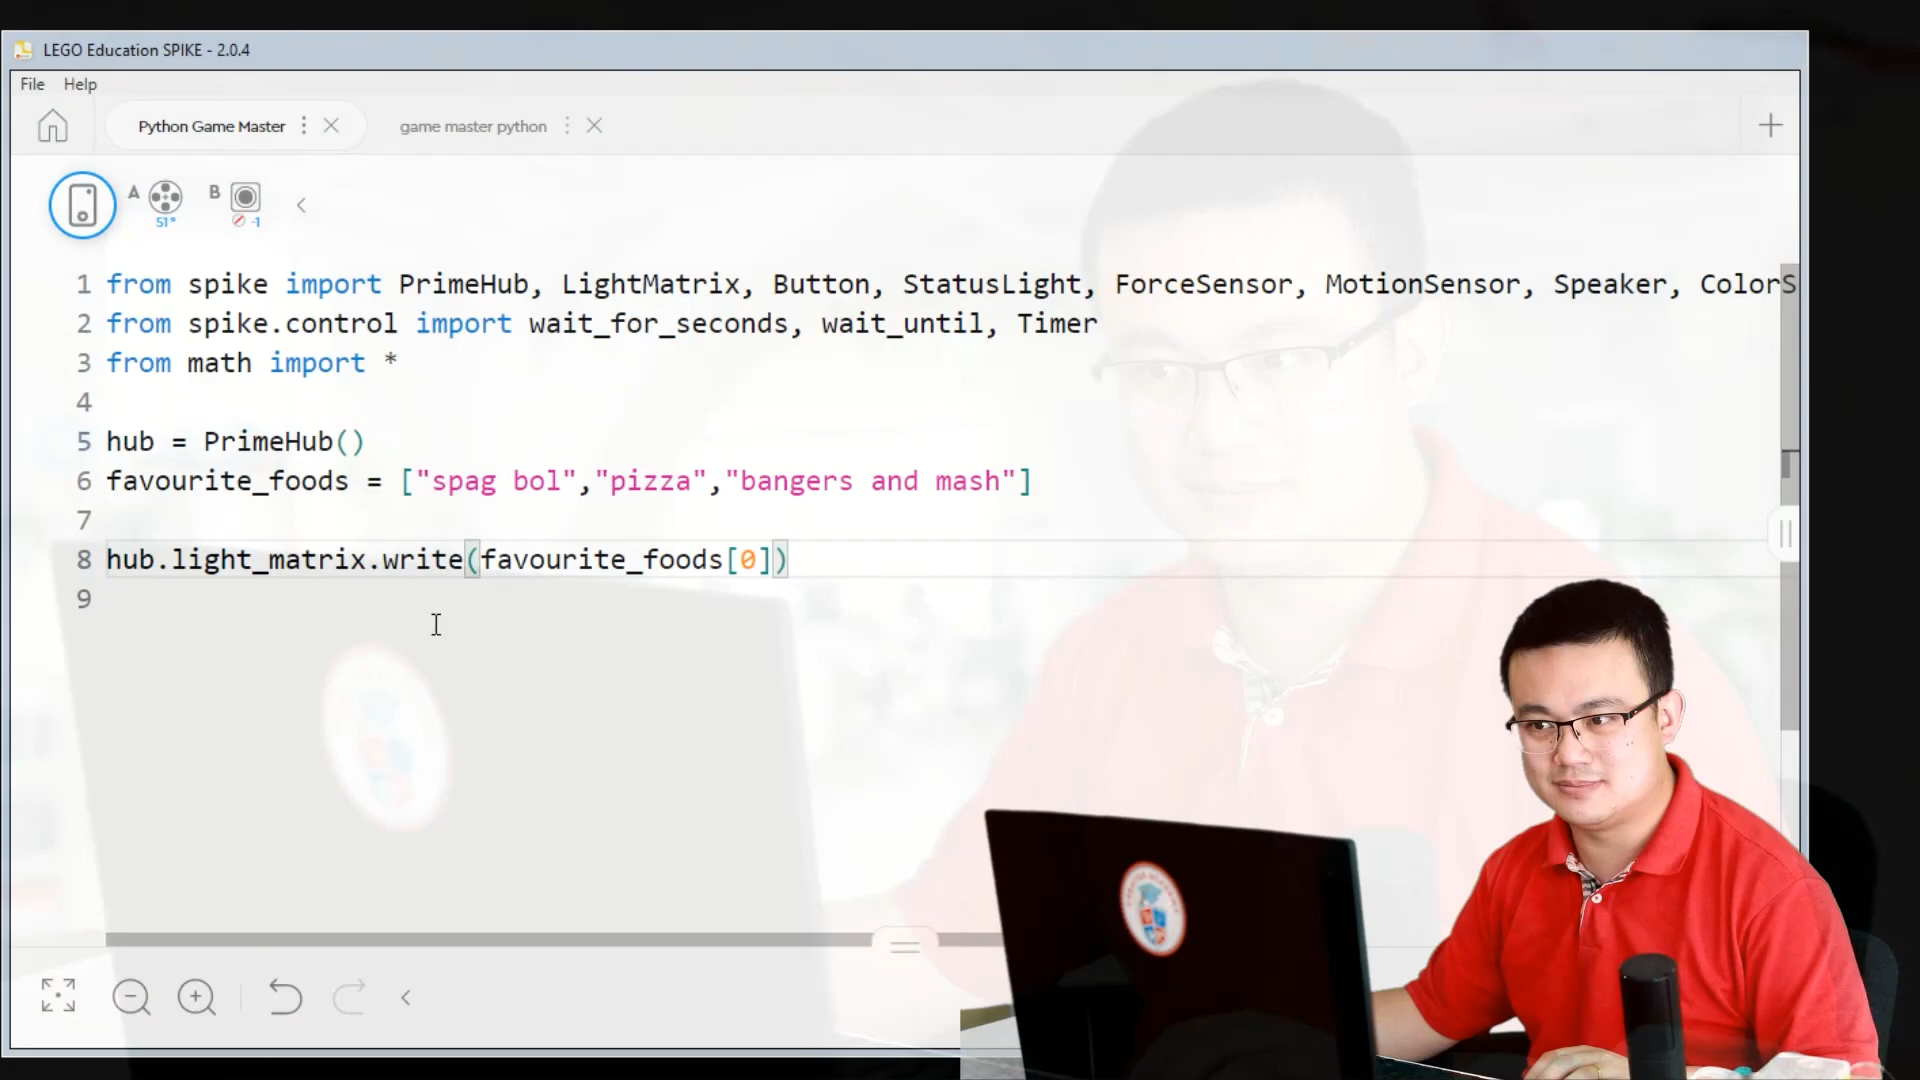 LEGO Education SPIKE - 2.0.4
File Help
Python Game Master game master python
A B
51° -1
1 from spike import PrimeHub, LightMatrix, Button, StatusLight, ForceSensor, MotionSensor, Speaker, ColorS
2 from spike.control import wait_for_seconds, wait_until, Timer
3 from math import *
4
5 hub = PrimeHub()
6 favourite_foods = ["spag bol","pizza","bangers and mash"]
7
8 hub.light_matrix.write(favourite_foods[0])
9